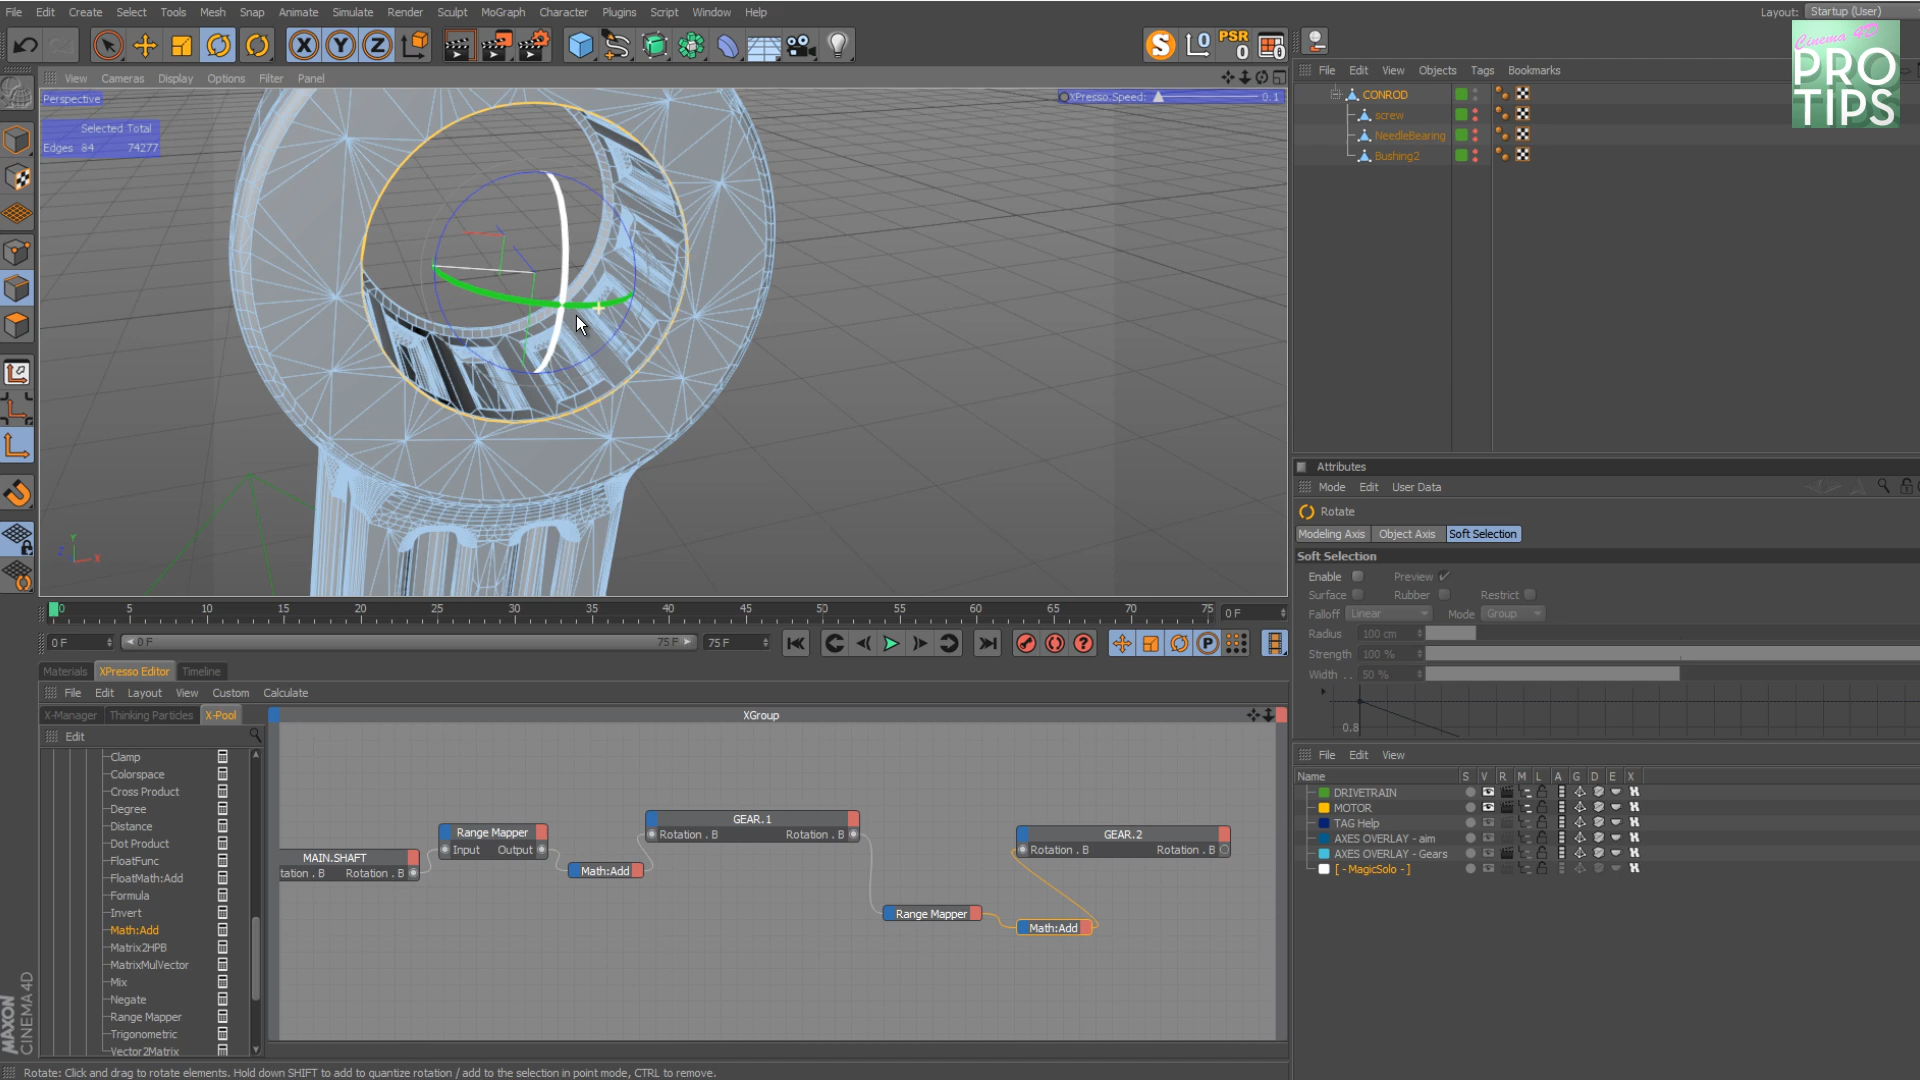 File Edit Create Select Tools Mesh Snap Animate Simulate Render Sculpt MoGraph Character Plugins Script Window Help
Layout: Startup (User)
X Y Z
S 0 PSR 0
View Cameras Display Options Filter Panel
Perspective
XPresso Speed: 0.1
Selected Total
Edges 84 74277
Y
Z X
File Edit View Objects Tags Bookmarks
Cinema 4D
PRO
TIPS
CONROD
screw
NeedleBearing
Bushing2
Attributes
Mode Edit User Data
Rotate
Modeling Axis Object Axis Soft Selection
Soft Selection
Enable Preview
Surface Rubber Restrict
Falloff Linear Mode Group
Radius 100 cm
Strength 100 %
Width . . 50 %
0.8
0 5 10 15 20 25 30 35 40 45 50 55 60 65 70 75 0 F
0 F 0 F 75 F 75 F
P
Materials XPresso Editor Timeline
File Edit Layout View Custom Calculate
X-Manager Thinking Particles X-Pool
Edit
Clamp
Colorspace
Cross Product
Degree
Distance
Dot Product
FloatFunc
FloatMath:Add
Formula
Invert
Math:Add
Matrix2HPB
MatrixMulVector
Mix
Negate
Range Mapper
Trigonometric
Vector2Matrix
XGroup
MAIN.SHAFT
tation . B Rotation . B
Range Mapper
Input Output
Math:Add
GEAR.1
Rotation . B Rotation . B
Range Mapper
Math:Add
GEAR.2
Rotation . B Rotation . B
File Edit View
Name S V R M L A G D E X
DRIVETRAIN
MOTOR
TAG Help
AXES OVERLAY - aim
AXES OVERLAY - Gears
[ -MagicSolo -]
MAXON
CINEMA 4D
Rotate: Click and drag to rotate elements. Hold down SHIFT to add to quantize rotation / add to the selection in point mode, CTRL to remove.